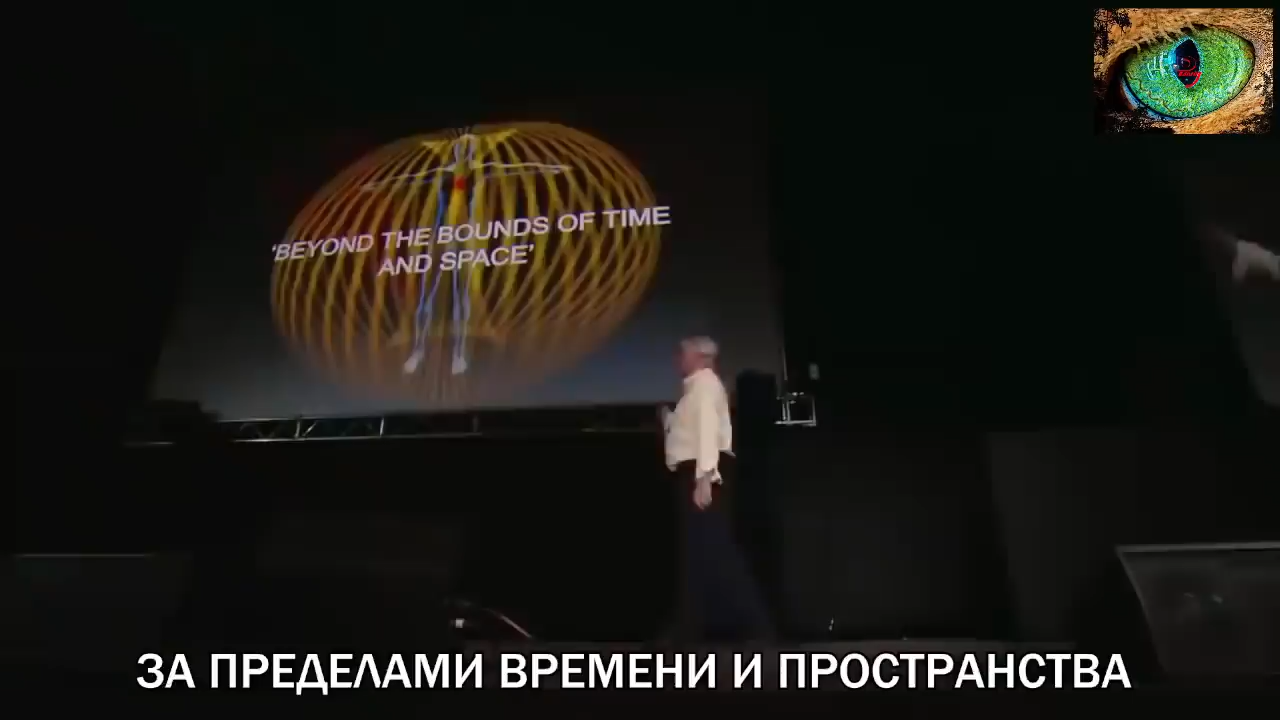 ‘BEYOND THE BOUNDS OF TIME
AND SPACE’
ЗА ПРЕДЕЛАМИ ВРЕМЕНИ И ПРОСТРАНСТВА